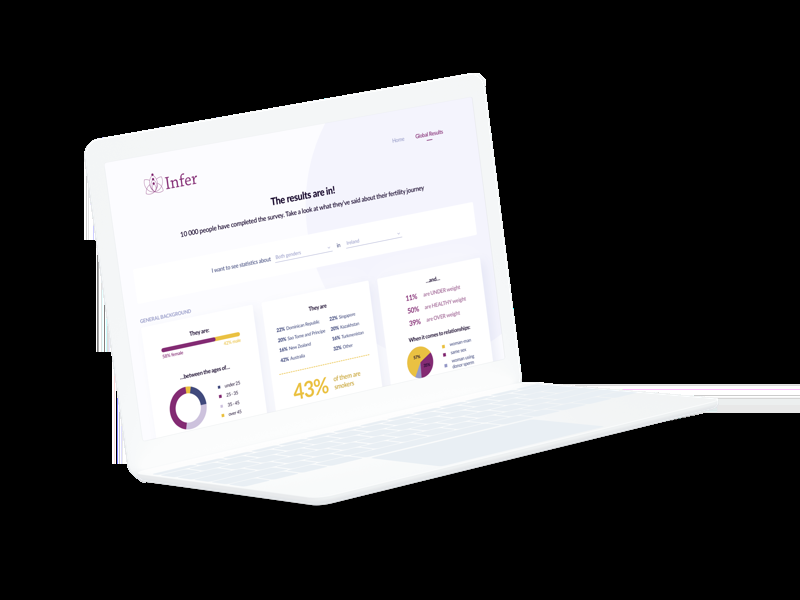 Home
Global Results
Infer
The results are in!
10 000 people have completed the survey. Take a look at what they've said about their fertility journey
I want to see statistics about Both genders in Ireland
GENERAL BACKGROUND
They are:
58% female
42% male
...between the ages of...
under 25
25 - 35
35 - 45
over 45
They are
22% Dominican Republic
20% Sao Tome and Principe
16% New Zealand
42% Australia
22% Singapore
20% Kazakhstan
16% Turkmenistan
32% Other
43% of them are
smokers
...and...
11% are UNDER weight
50% are HEALTHY weight
39% are OVER weight
When it comes to relationships:
57%
woman-man
same sex
woman using
donor sperm